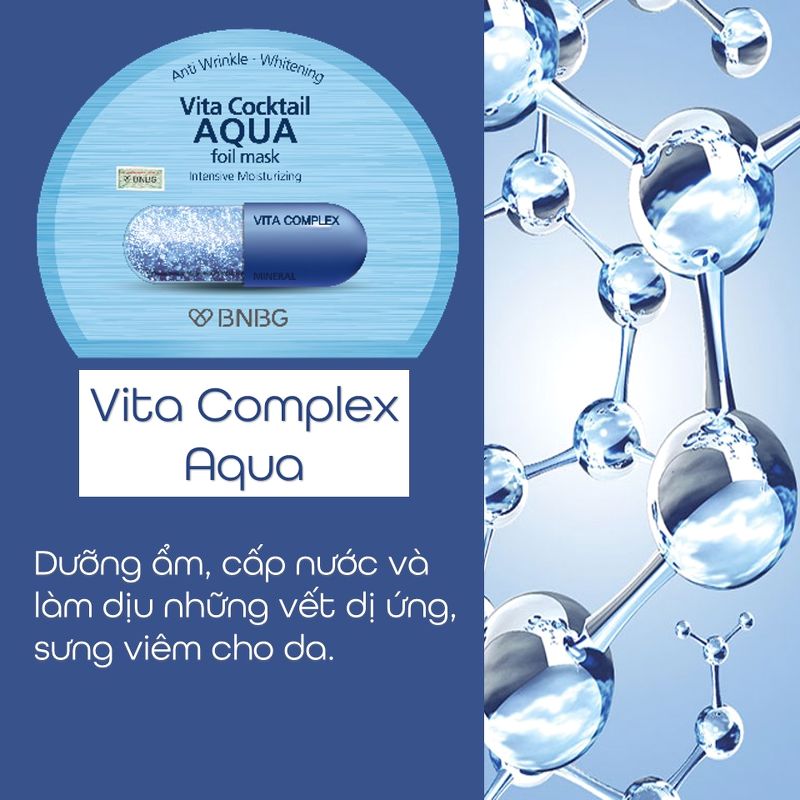 Anti Wrinkle · Whitening
Vita Cocktail
AQUA
foil mask
BNBG
Intensive Moisturizing
VITA COMPLEX
MINERAL
BNBG
Vita Complex
Aqua
Dưỡng ẩm, cấp nước và
làm dịu những vết dị ứng,
sưng viêm cho da.